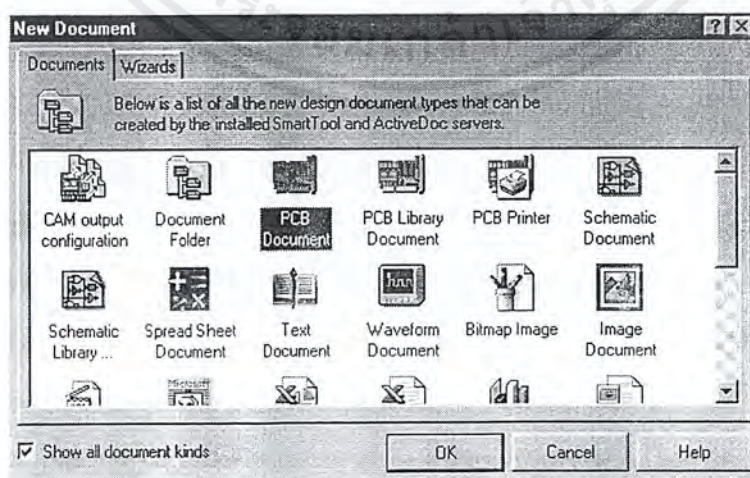 New Document
Documents Wizards
Below is a list of all the new design document types that can be
created by the installed SmartTool and ActiveDoc servers.
CAM output
configuration
Document
Folder
PCB
Document
PCB Library
Document
PCB Printer
Schematic
Document
Schematic
Library ...
Spread Sheet
Document
Text
Document
Waveform
Document
Bitmap Image
Image
Document
Show all document kinds
OK
Cancel
Help